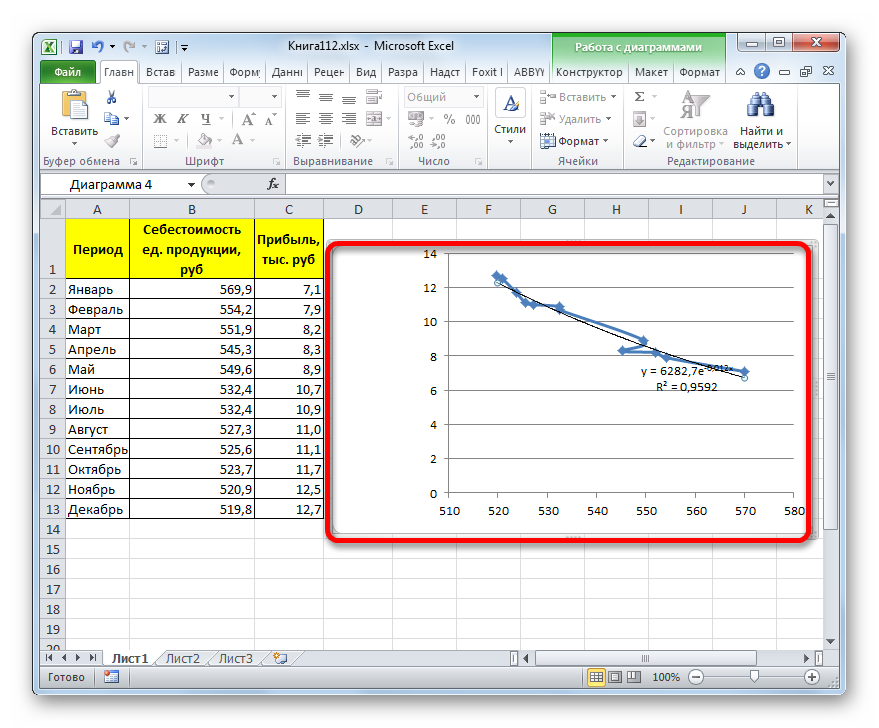 Книга112.xlsx - Microsoft Excel
Работа с диаграммами
Файл Главн Встав Разме Форм Данні Рецен Вид Разра Надст Foxit I ABBYY Конструктор Макет Формат
Вставить
Ж К Ч
А А
А
Общий
% 000
Стили
Вставить
Удалить
Формат
Σ
Сортировка и фильтр
Найти и выделить
Буфер обмена Шрифт Выравнивание Число Ячейки Редактирование
Диаграмма 4 fx
A B C D E F G H I J K
1 Период Себестоимость ед. продукции, руб Прибыль, тыс. руб
2 Январь 569,9 7,1
3 Февраль 554,2 7,9
4 Март 551,9 8,2
5 Апрель 545,3 8,3
6 Май 549,6 8,9
7 Июнь 532,4 10,7
8 Июль 532,4 10,9
9 Август 527,3 11,0
10 Сентябрь 525,6 11,1
11 Октябрь 523,7 11,7
12 Ноябрь 520,9 12,5
13 Декабрь 519,8 12,7
14
15
16
17
18
19
20
14
12
10
8
6
4
2
0
510 520 530 540 550 560 570 580
y = 6282,7e^-0,012x
R² = 0,9592
Лист1 Лист2 Лист3
Готово 100%